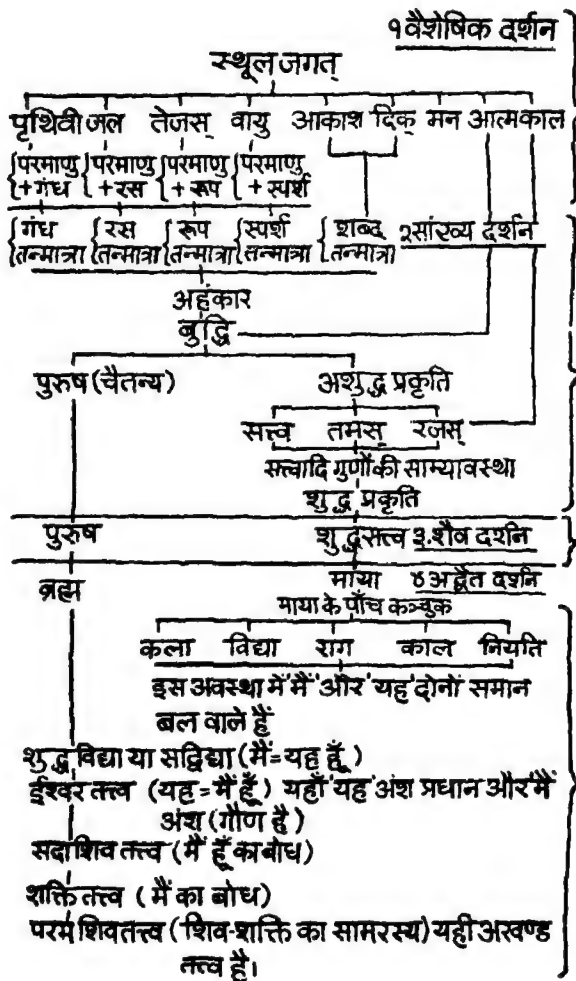 १ वैशेषिक दर्शन
स्थूल जगत्
पृथिवी जल तेजस् वायु आकाश दिक् मन आत्म काल
{परमाणु {परमाणु {परमाणु {परमाणु
+गंध +रस +रूप +स्पर्श
{गंध {रस {रूप {स्पर्श {शब्द २ सांख्य दर्शन
तन्मात्रा तन्मात्रा तन्मात्रा तन्मात्रा तन्मात्रा
अहंकार
बुद्धि
पुरुष (चैतन्य) अशुद्ध प्रकृति
सत्त्व तमस् रजस्
सत्त्वादि गुणों की साम्यावस्था
शुद्ध प्रकृति
पुरुष शुद्धसत्त्व ३. शैव दर्शन
ब्रह्म माया ४ अद्वैत दर्शन
माया के पाँच कञ्चुक
कला विद्या राग काल नियति
इस अवस्था में 'मैं' और 'यह' दोनों समान
बल वाले हैं
शुद्ध विद्या या सद्विद्या (मैं=यह हूँ)
ईश्वर तत्त्व (यह=मैं हूँ) यहाँ 'यह' अंश प्रधान और 'मैं'
अंश (गौण है)
सदाशिव तत्त्व (मैं हूँ का बोध)
शक्ति तत्त्व (मैं का बोध)
परम शिवतत्त्व (शिव-शक्ति का सामरस्य) यही अखण्ड
तत्त्व है।